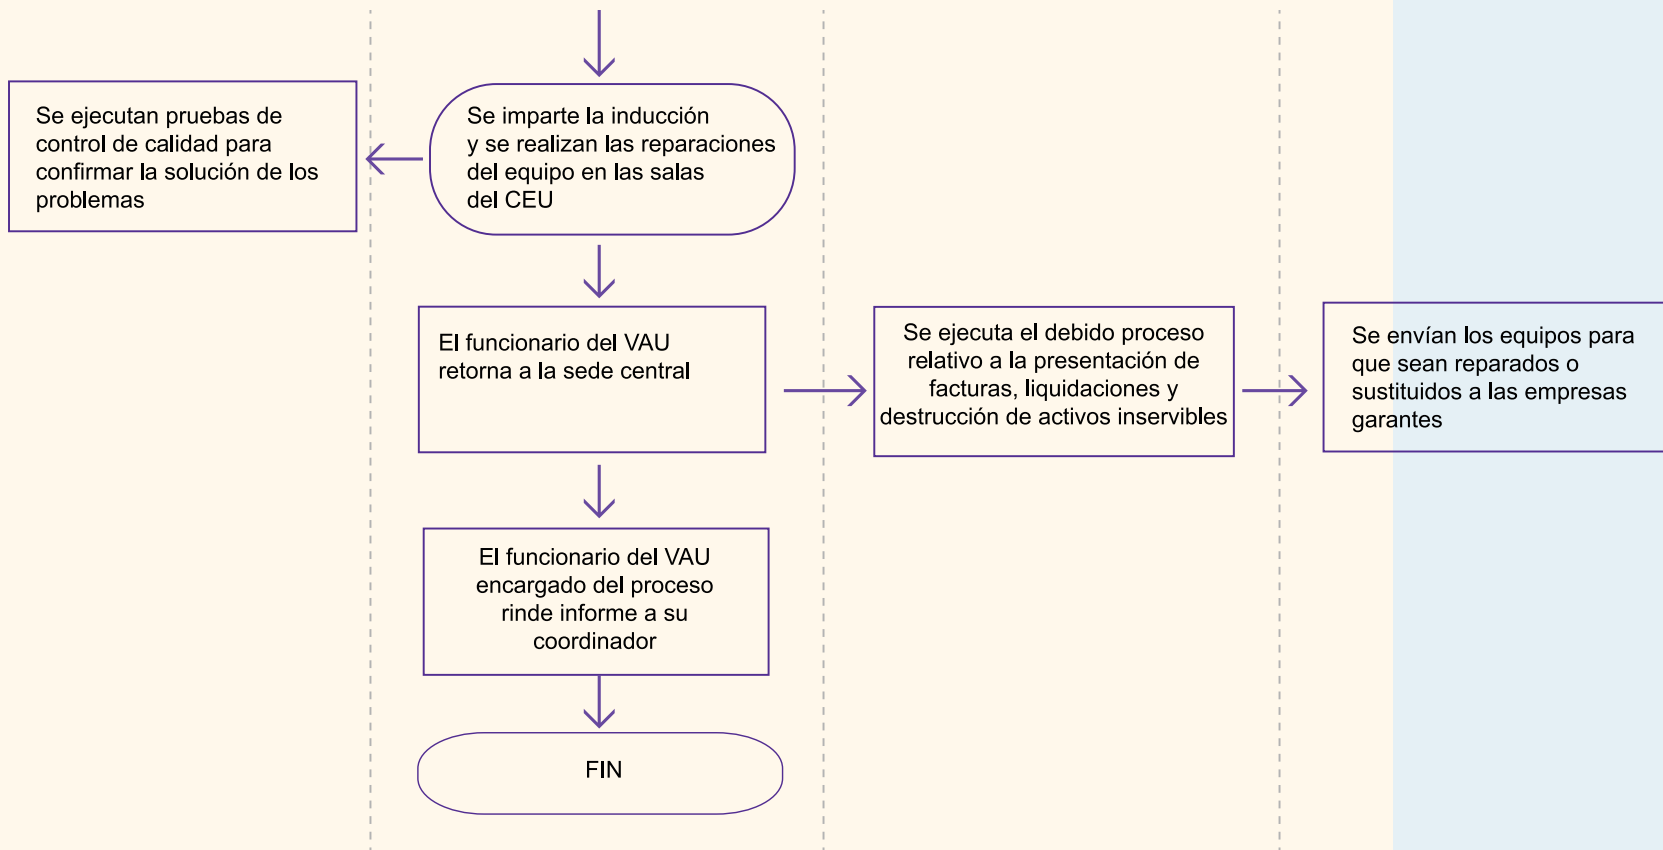 Se ejecutan pruebas de
control de calidad para
confirmar la solución de los
problemas
Se imparte la inducción
y se realizan las reparaciones
del equipo en las salas
del CEU
El funcionario del VAU
retorna a la sede central
Se ejecuta el debido proceso
relativo a la presentación de
facturas, liquidaciones y
destrucción de activos inservibles
Se envían los equipos para
que sean reparados o
sustituidos a las empresas
garantes
El funcionario del VAU
encargado del proceso
rinde informe a su
coordinador
FIN